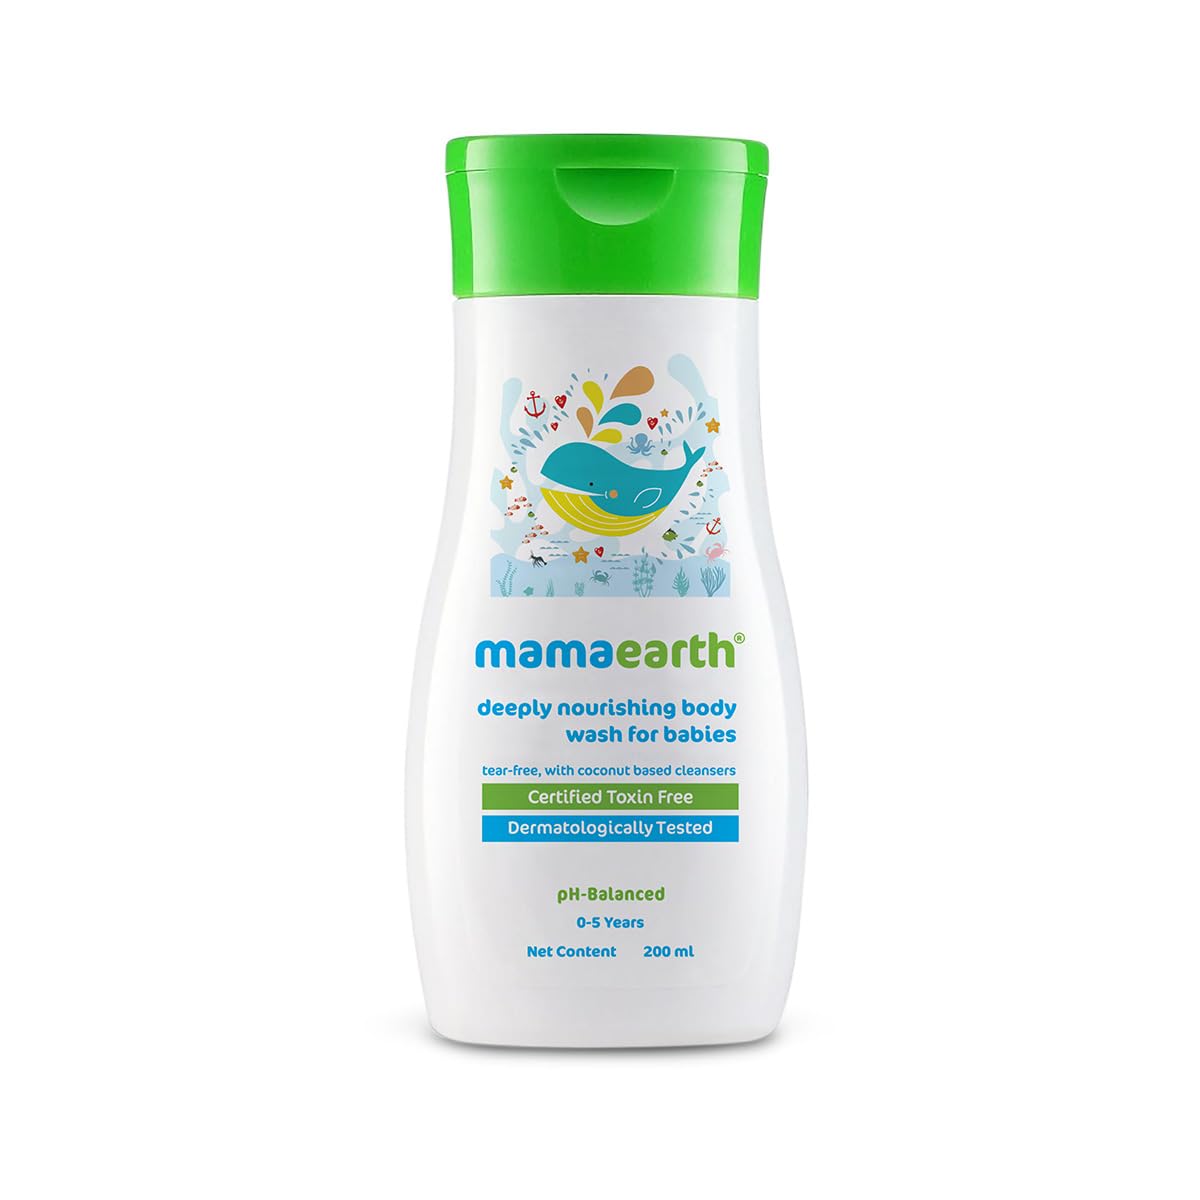 mamaearth®
deeply nourishing body
wash for babies
tear-free, with coconut based cleansers
Certified Toxin Free
Dermatologically Tested
pH-Balanced
0-5 Years
Net Content 200 ml